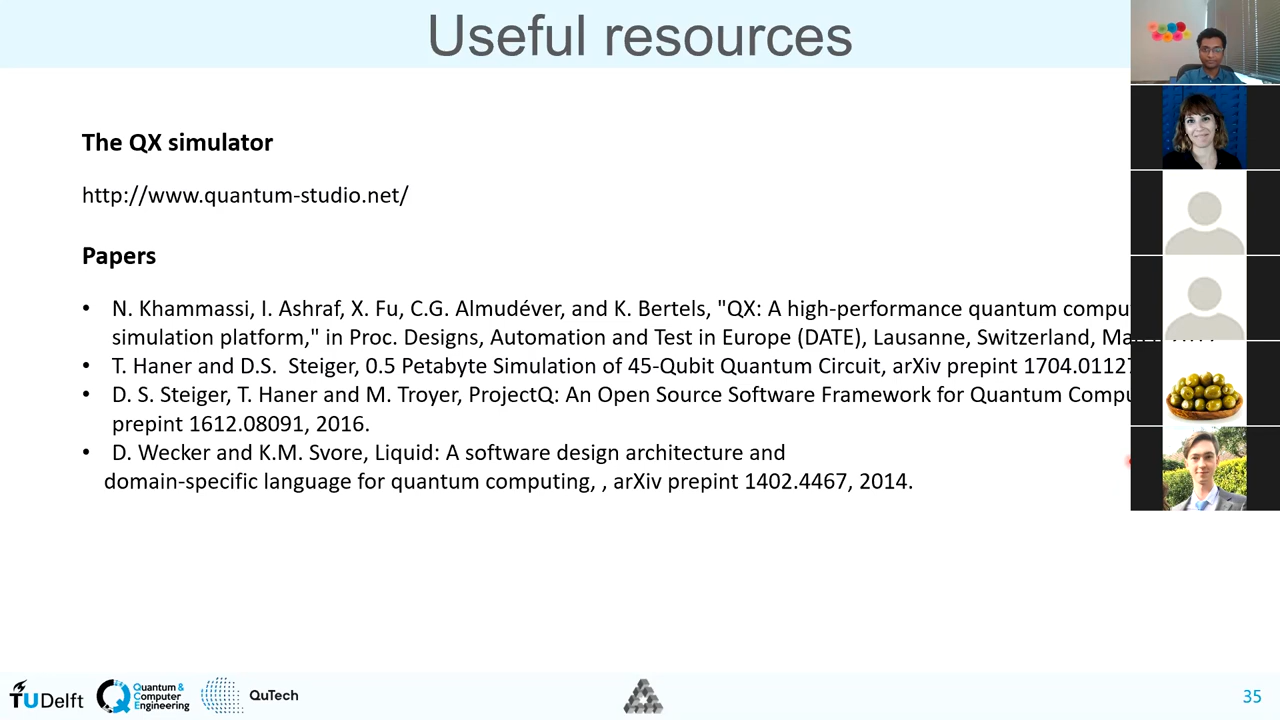 Useful resources
The QX simulator
http://www.quantum-studio.net/
Papers
• N. Khammassi, I. Ashraf, X. Fu, C.G. Almudéver, and K. Bertels, "QX: A high-performance quantum compu
simulation platform," in Proc. Designs, Automation and Test in Europe (DATE), Lausanne, Switzerland,
• T. Haner and D.S. Steiger, 0.5 Petabyte Simulation of 45-Qubit Quantum Circuit, arXiv prepint 1704.01127
• D. S. Steiger, T. Haner and M. Troyer, ProjectQ: An Open Source Software Framework for Quantum Compu
prepint 1612.08091, 2016.
• D. Wecker and K.M. Svore, Liquid: A software design architecture and
domain-specific language for quantum computing, , arXiv prepint 1402.4467, 2014.
TUDelft
Quantum &
Computer
Engineering
QuTech
35